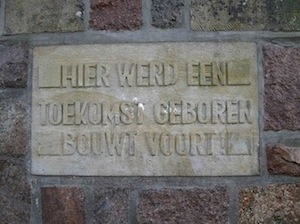 HIER WERD EEN
TOEKOMST GEBOREN
BOUWT VOORT!